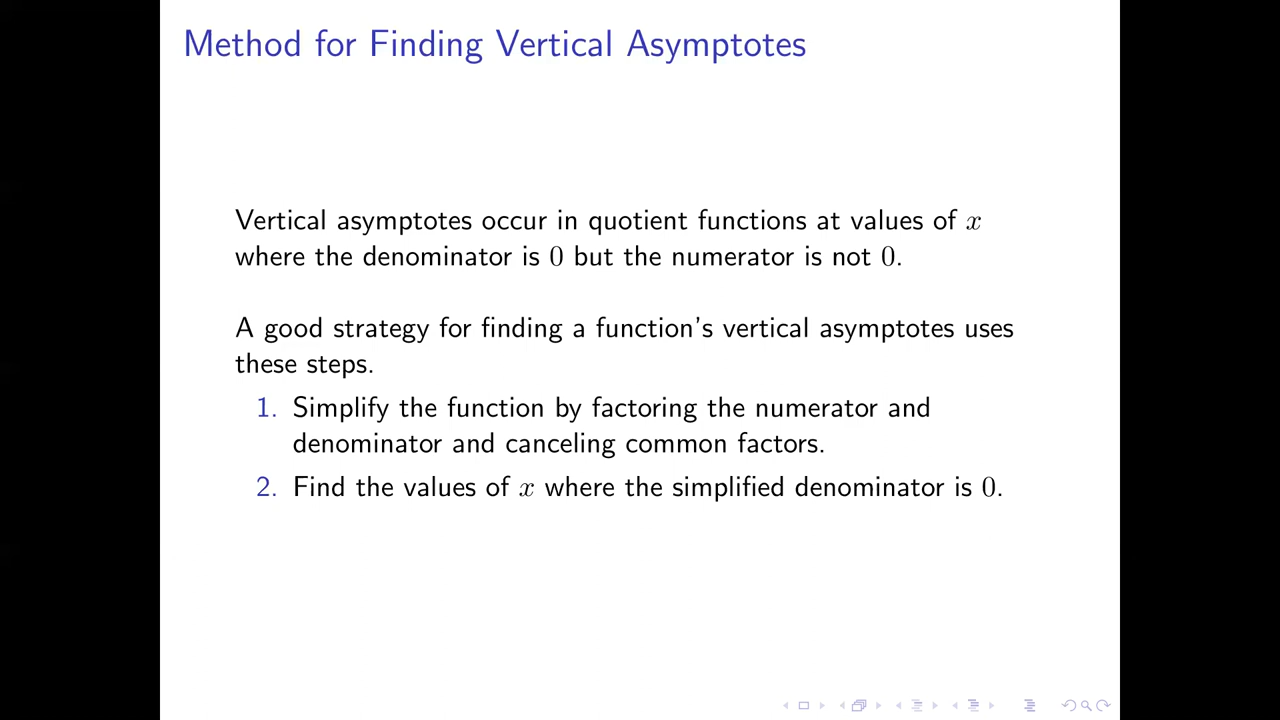 Method for Finding Vertical Asymptotes
Vertical asymptotes occur in quotient functions at values of x
where the denominator is 0 but the numerator is not 0.
A good strategy for finding a function's vertical asymptotes uses
these steps.
1. Simplify the function by factoring the numerator and
denominator and canceling common factors.
2. Find the values of x where the simplified denominator is 0.